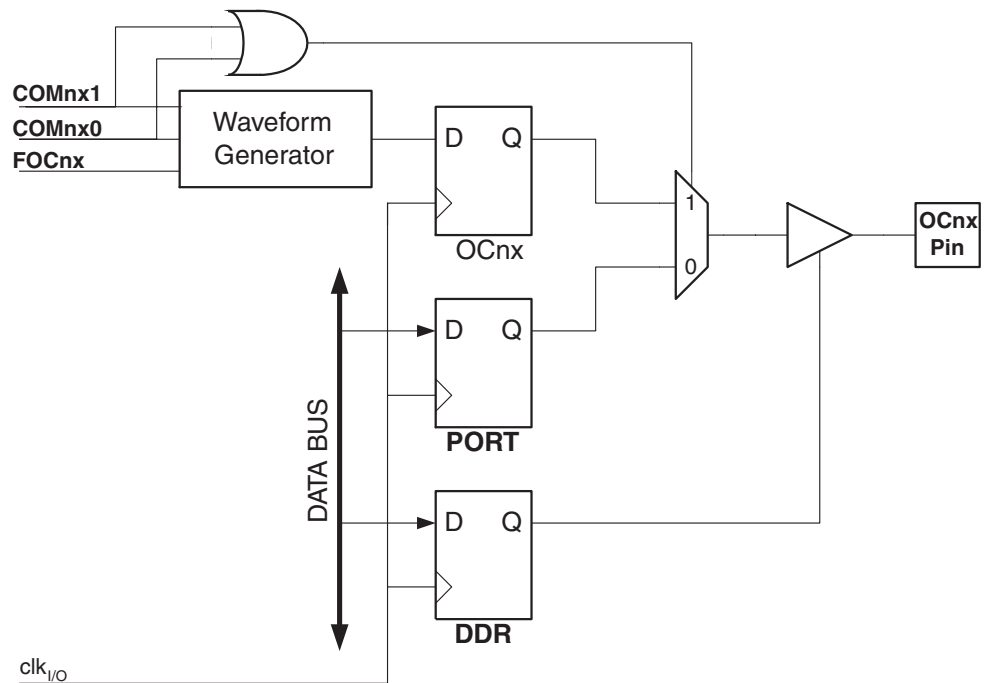 COMnx1
COMnx0
FOCnx
Waveform
Generator
D Q
OCnx
1
0
OCnx
Pin
D Q
PORT
DATA BUS
D Q
DDR
clkI/O